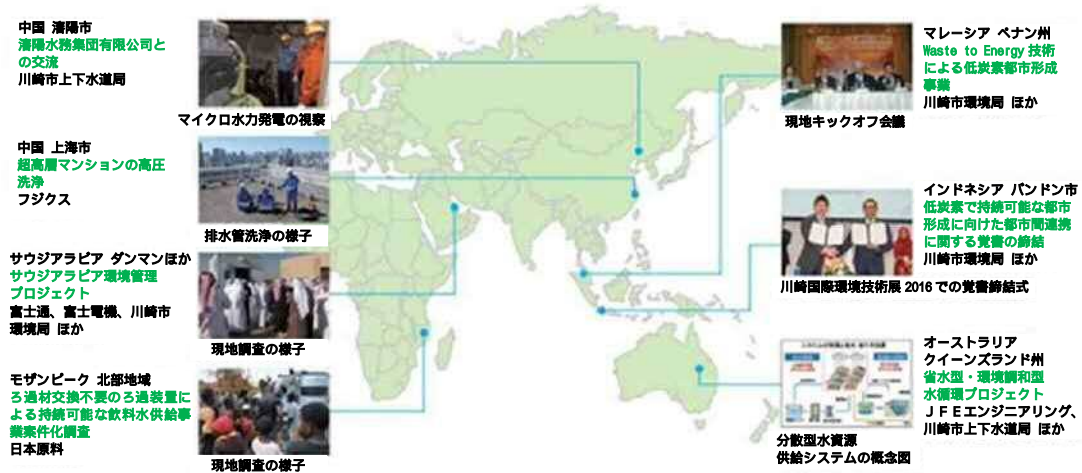 中国 瀋陽市
瀋陽水務集団有限公司と
の交流
川崎市上下水道局
マイクロ水力発電の視察
中国 上海市
超高層マンションの高圧
洗浄
フジクス
排水管洗浄の様子
サウジアラビア ダンマンほか
サウジアラビア環境管理
プロジェクト
富士通、富士電機、川崎市
環境局 ほか
現地調査の様子
モザンビーク 北部地域
ろ過材交換不要のろ過装置に
よる持続可能な飲料水供給事
業案件化調査
日本原料
現地調査の様子
マレーシア ペナン州
Waste to Energy 技術
による低炭素都市形成
事業
川崎市環境局 ほか
現地キックオフ会議
インドネシア バンドン市
低炭素で持続可能な都市
形成に向けた都市間連携
に関する覚書の締結
川崎市環境局 ほか
川崎国際環境技術展 2016 での覚書締結式
オーストラリア
クイーンズランド州
省水型・環境調和型
水循環プロジェクト
ＪＦＥエンジニアリング、
川崎市上下水道局 ほか
分散型水資源
供給システムの概念図